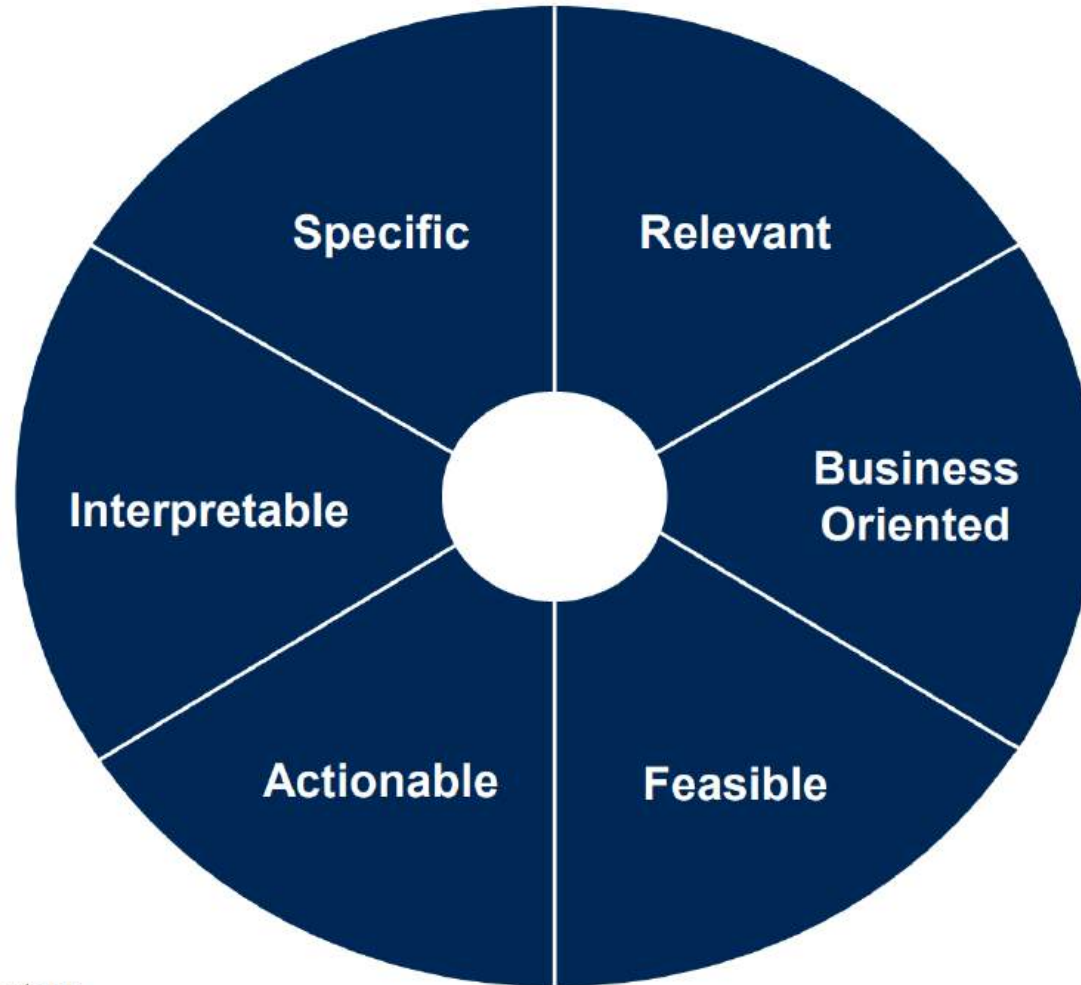 Specific
Relevant
Business
Oriented
Interpretable
Actionable
Feasible